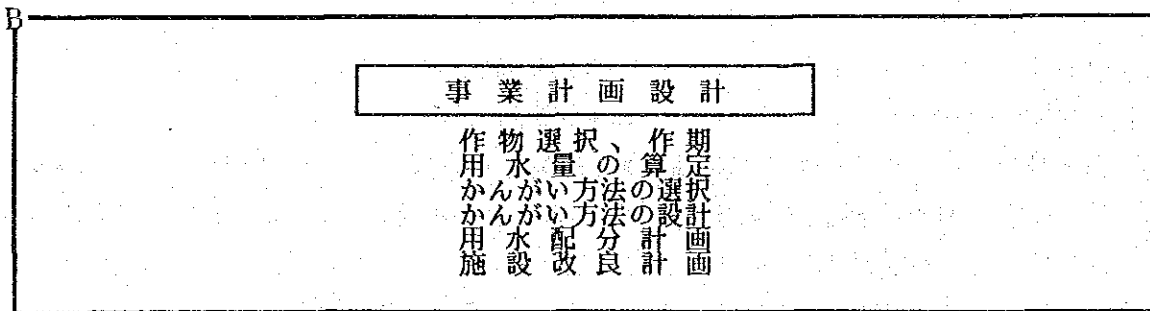 B
事業計画設計
作物選択、作期
用水量の算定
かんがい方法の選択
かんがい方法の設計
用水配分計画
施設改良計画